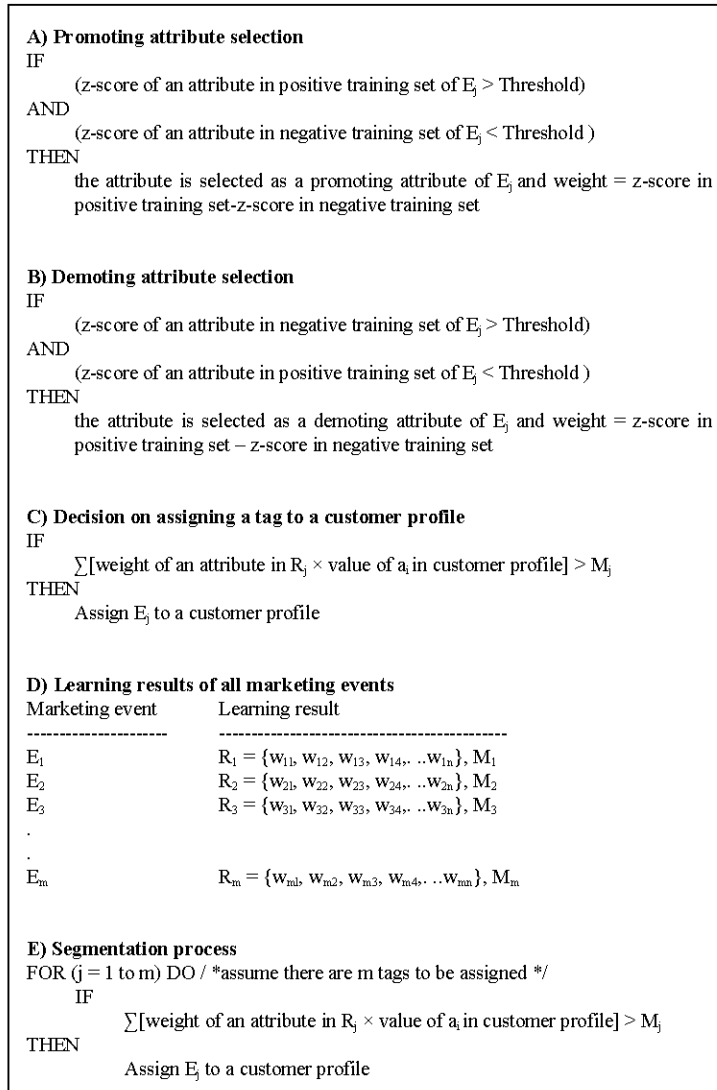 A) Promoting attribute selection
IF
(z-score of an attribute in positive training set of Ej > Threshold)
AND
(z-score of an attribute in negative training set of Ej < Threshold )
THEN
the attribute is selected as a promoting attribute of Ej and weight = z-score in
positive training set-z-score in negative training set
B) Demoting attribute selection
IF
(z-score of an attribute in negative training set of Ej > Threshold)
AND
(z-score of an attribute in positive training set of Ej < Threshold )
THEN
the attribute is selected as a demoting attribute of Ej and weight = z-score in
positive training set – z-score in negative training set
C) Decision on assigning a tag to a customer profile
IF
∑[weight of an attribute in Rj × value of ai in customer profile] > Mj
THEN
Assign Ej to a customer profile
D) Learning results of all marketing events
Marketing event Learning result
---------------------- ---------------------------------------------
E1 R1 = {w11, w12, w13, w14,. ..w1n}, M1
E2 R2 = {w21, w22, w23, w24,. ..w2n}, M2
E3 R3 = {w31, w32, w33, w34,. ..w3n}, M3
.
.
Em Rm = {wm1, wm2, wm3, wm4,. ..wmn}, Mm
E) Segmentation process
FOR (j = 1 to m) DO / *assume there are m tags to be assigned */
IF
∑[weight of an attribute in Rj × value of ai in customer profile] > Mj
THEN
Assign Ej to a customer profile